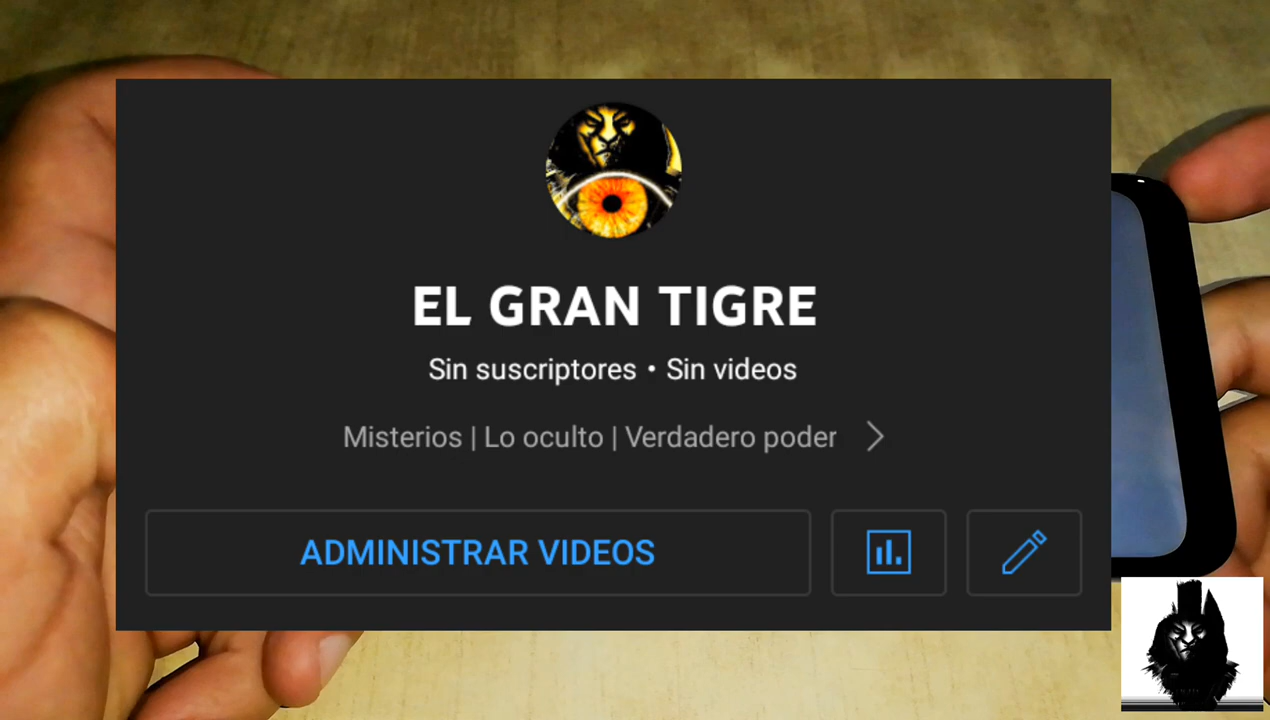 EL GRAN TIGRE
Sin suscriptores • Sin videos
Misterios | Lo oculto | Verdadero poder
ADMINISTRAR VIDEOS